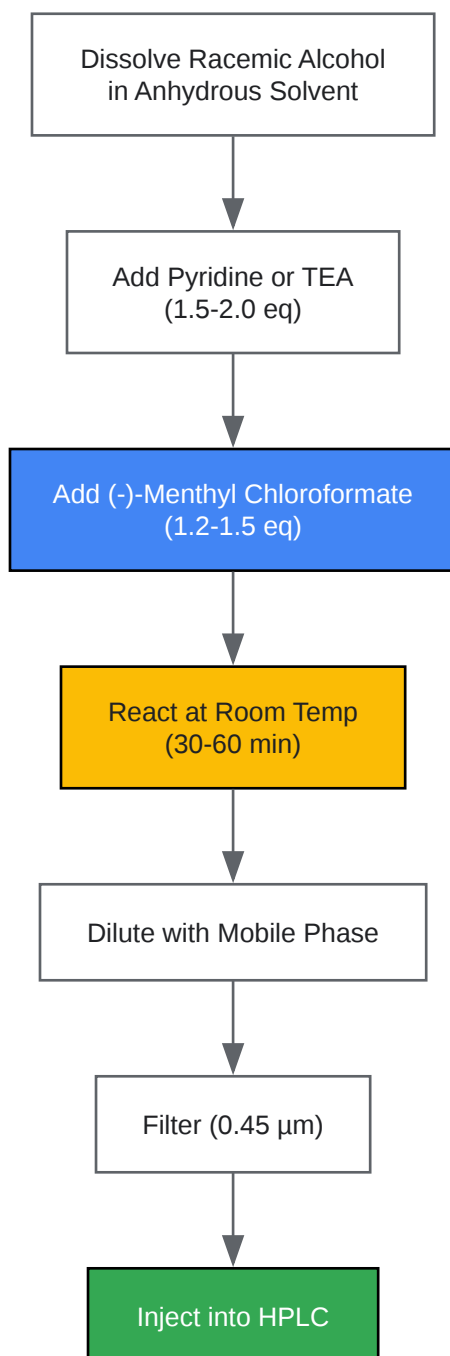 Dissolve Racemic Alcohol
in Anhydrous Solvent
Add Pyridine or TEA
(1.5-2.0 eq)
Add (-)-Menthyl Chloroformate
(1.2-1.5 eq)
React at Room Temp
(30-60 min)
Dilute with Mobile Phase
Filter (0.45 µm)
Inject into HPLC